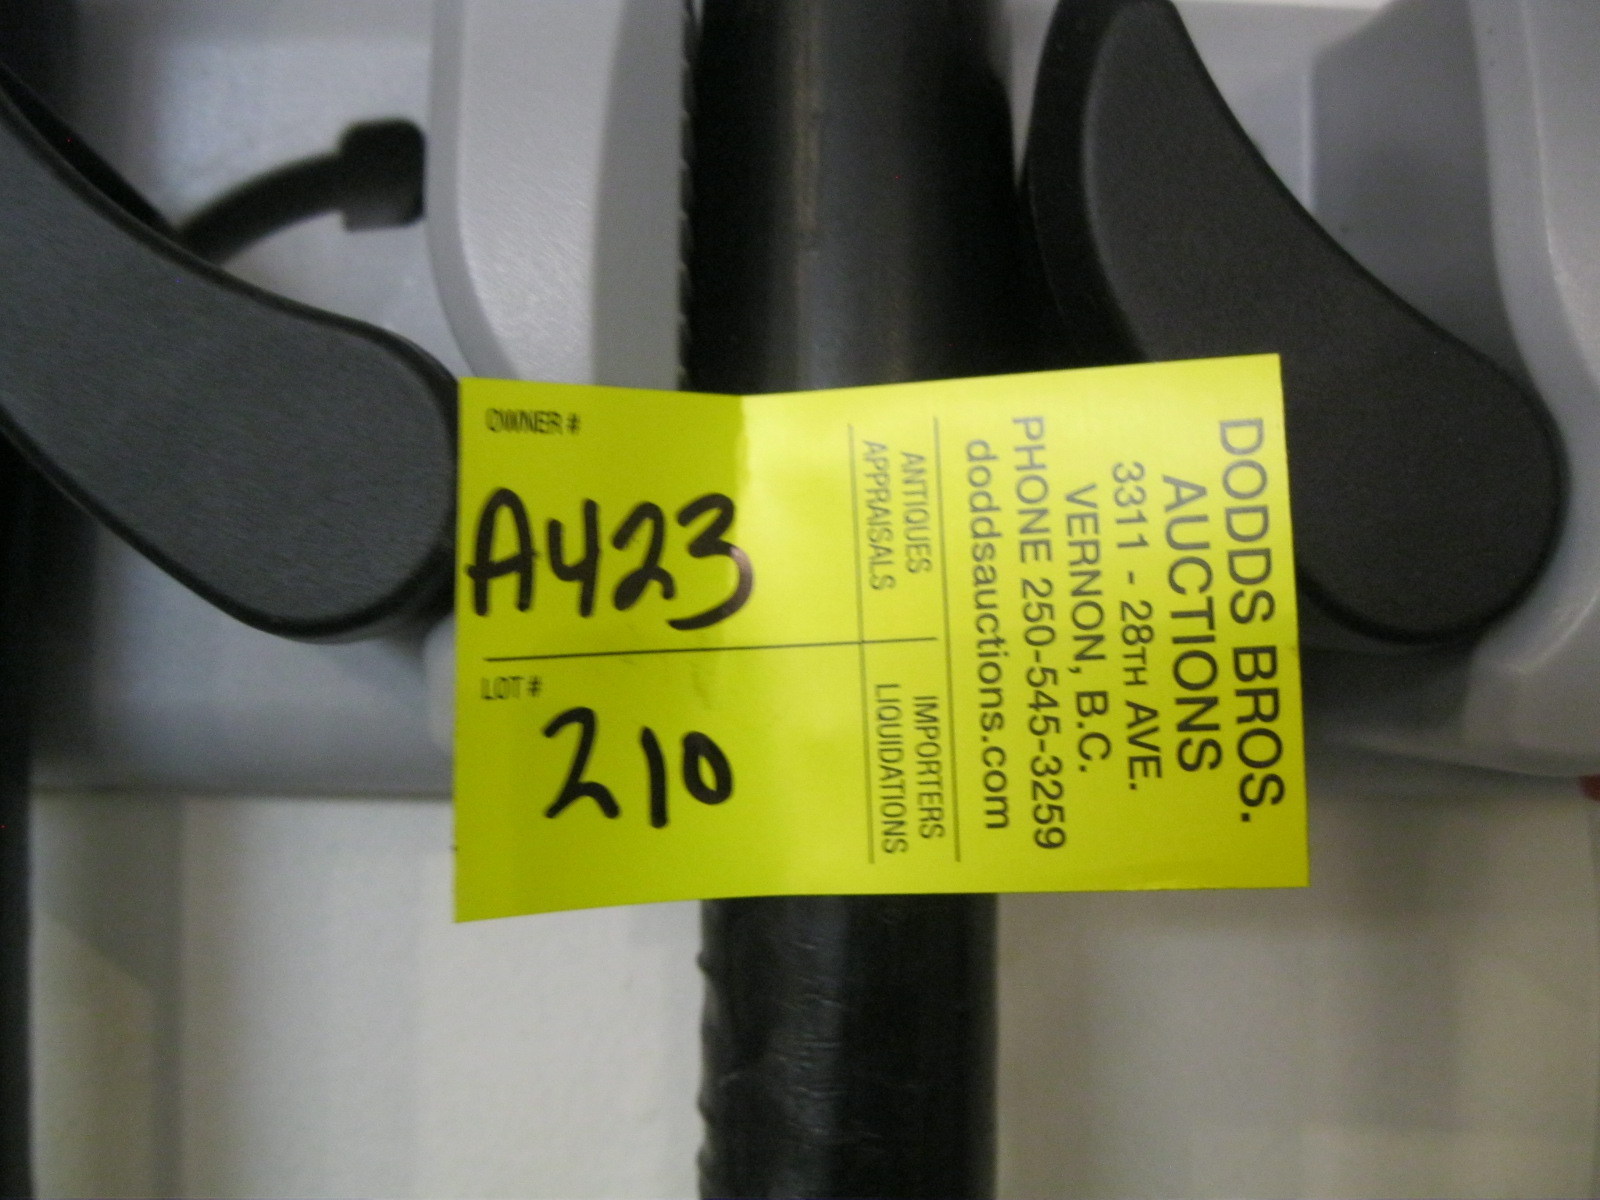 DODDS BROS.
AUCTIONS
3311 - 28TH AVE.
VERNON, B.C.
PHONE 250-545-3259
doddsauctions.com
ANTIQUES
APPRAISALS
IMPORTERS
LIQUIDATIONS
OWNER #
A423
LOT #
210